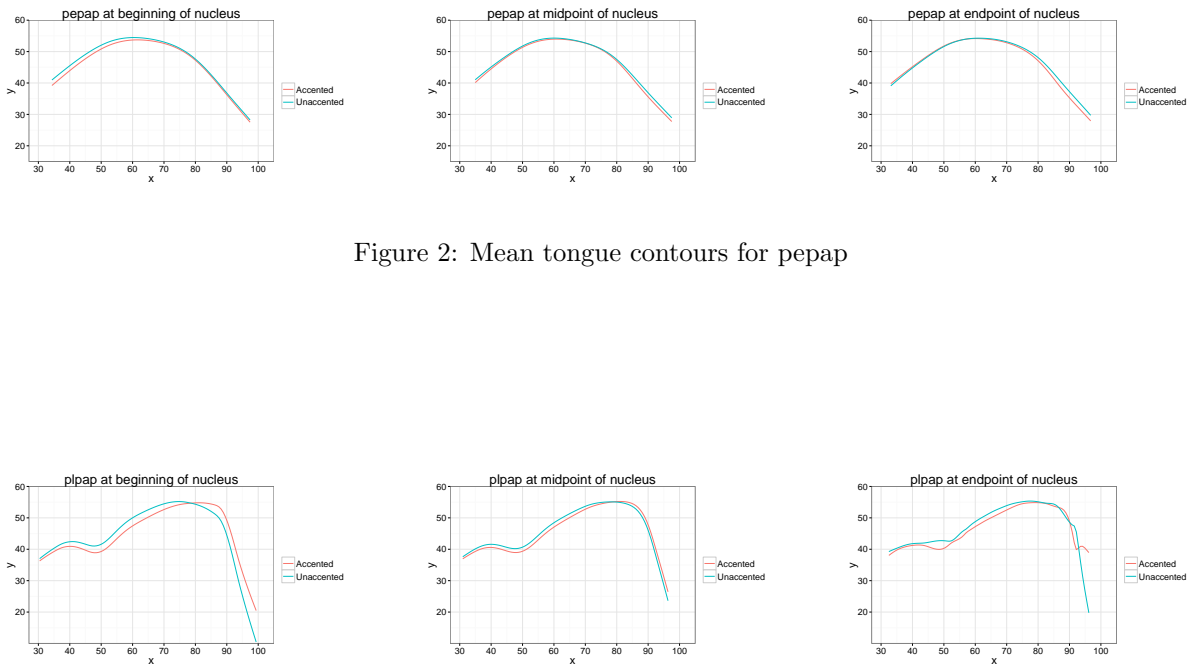 pepap at beginning of nucleus
60
50
40
30
20
y
30 40 50 60 70 80 90 100
x
Accented
Unaccented
pepap at midpoint of nucleus
60
50
40
30
20
y
30 40 50 60 70 80 90 100
x
Accented
Unaccented
pepap at endpoint of nucleus
60
50
40
30
20
y
30 40 50 60 70 80 90 100
x
Accented
Unaccented
Figure 2: Mean tongue contours for pepap
plpap at beginning of nucleus
60
50
40
30
20
y
30 40 50 60 70 80 90 100
x
Accented
Unaccented
plpap at midpoint of nucleus
60
50
40
30
20
y
30 40 50 60 70 80 90 100
x
Accented
Unaccented
plpap at endpoint of nucleus
60
50
40
30
20
y
30 40 50 60 70 80 90 100
x
Accented
Unaccented